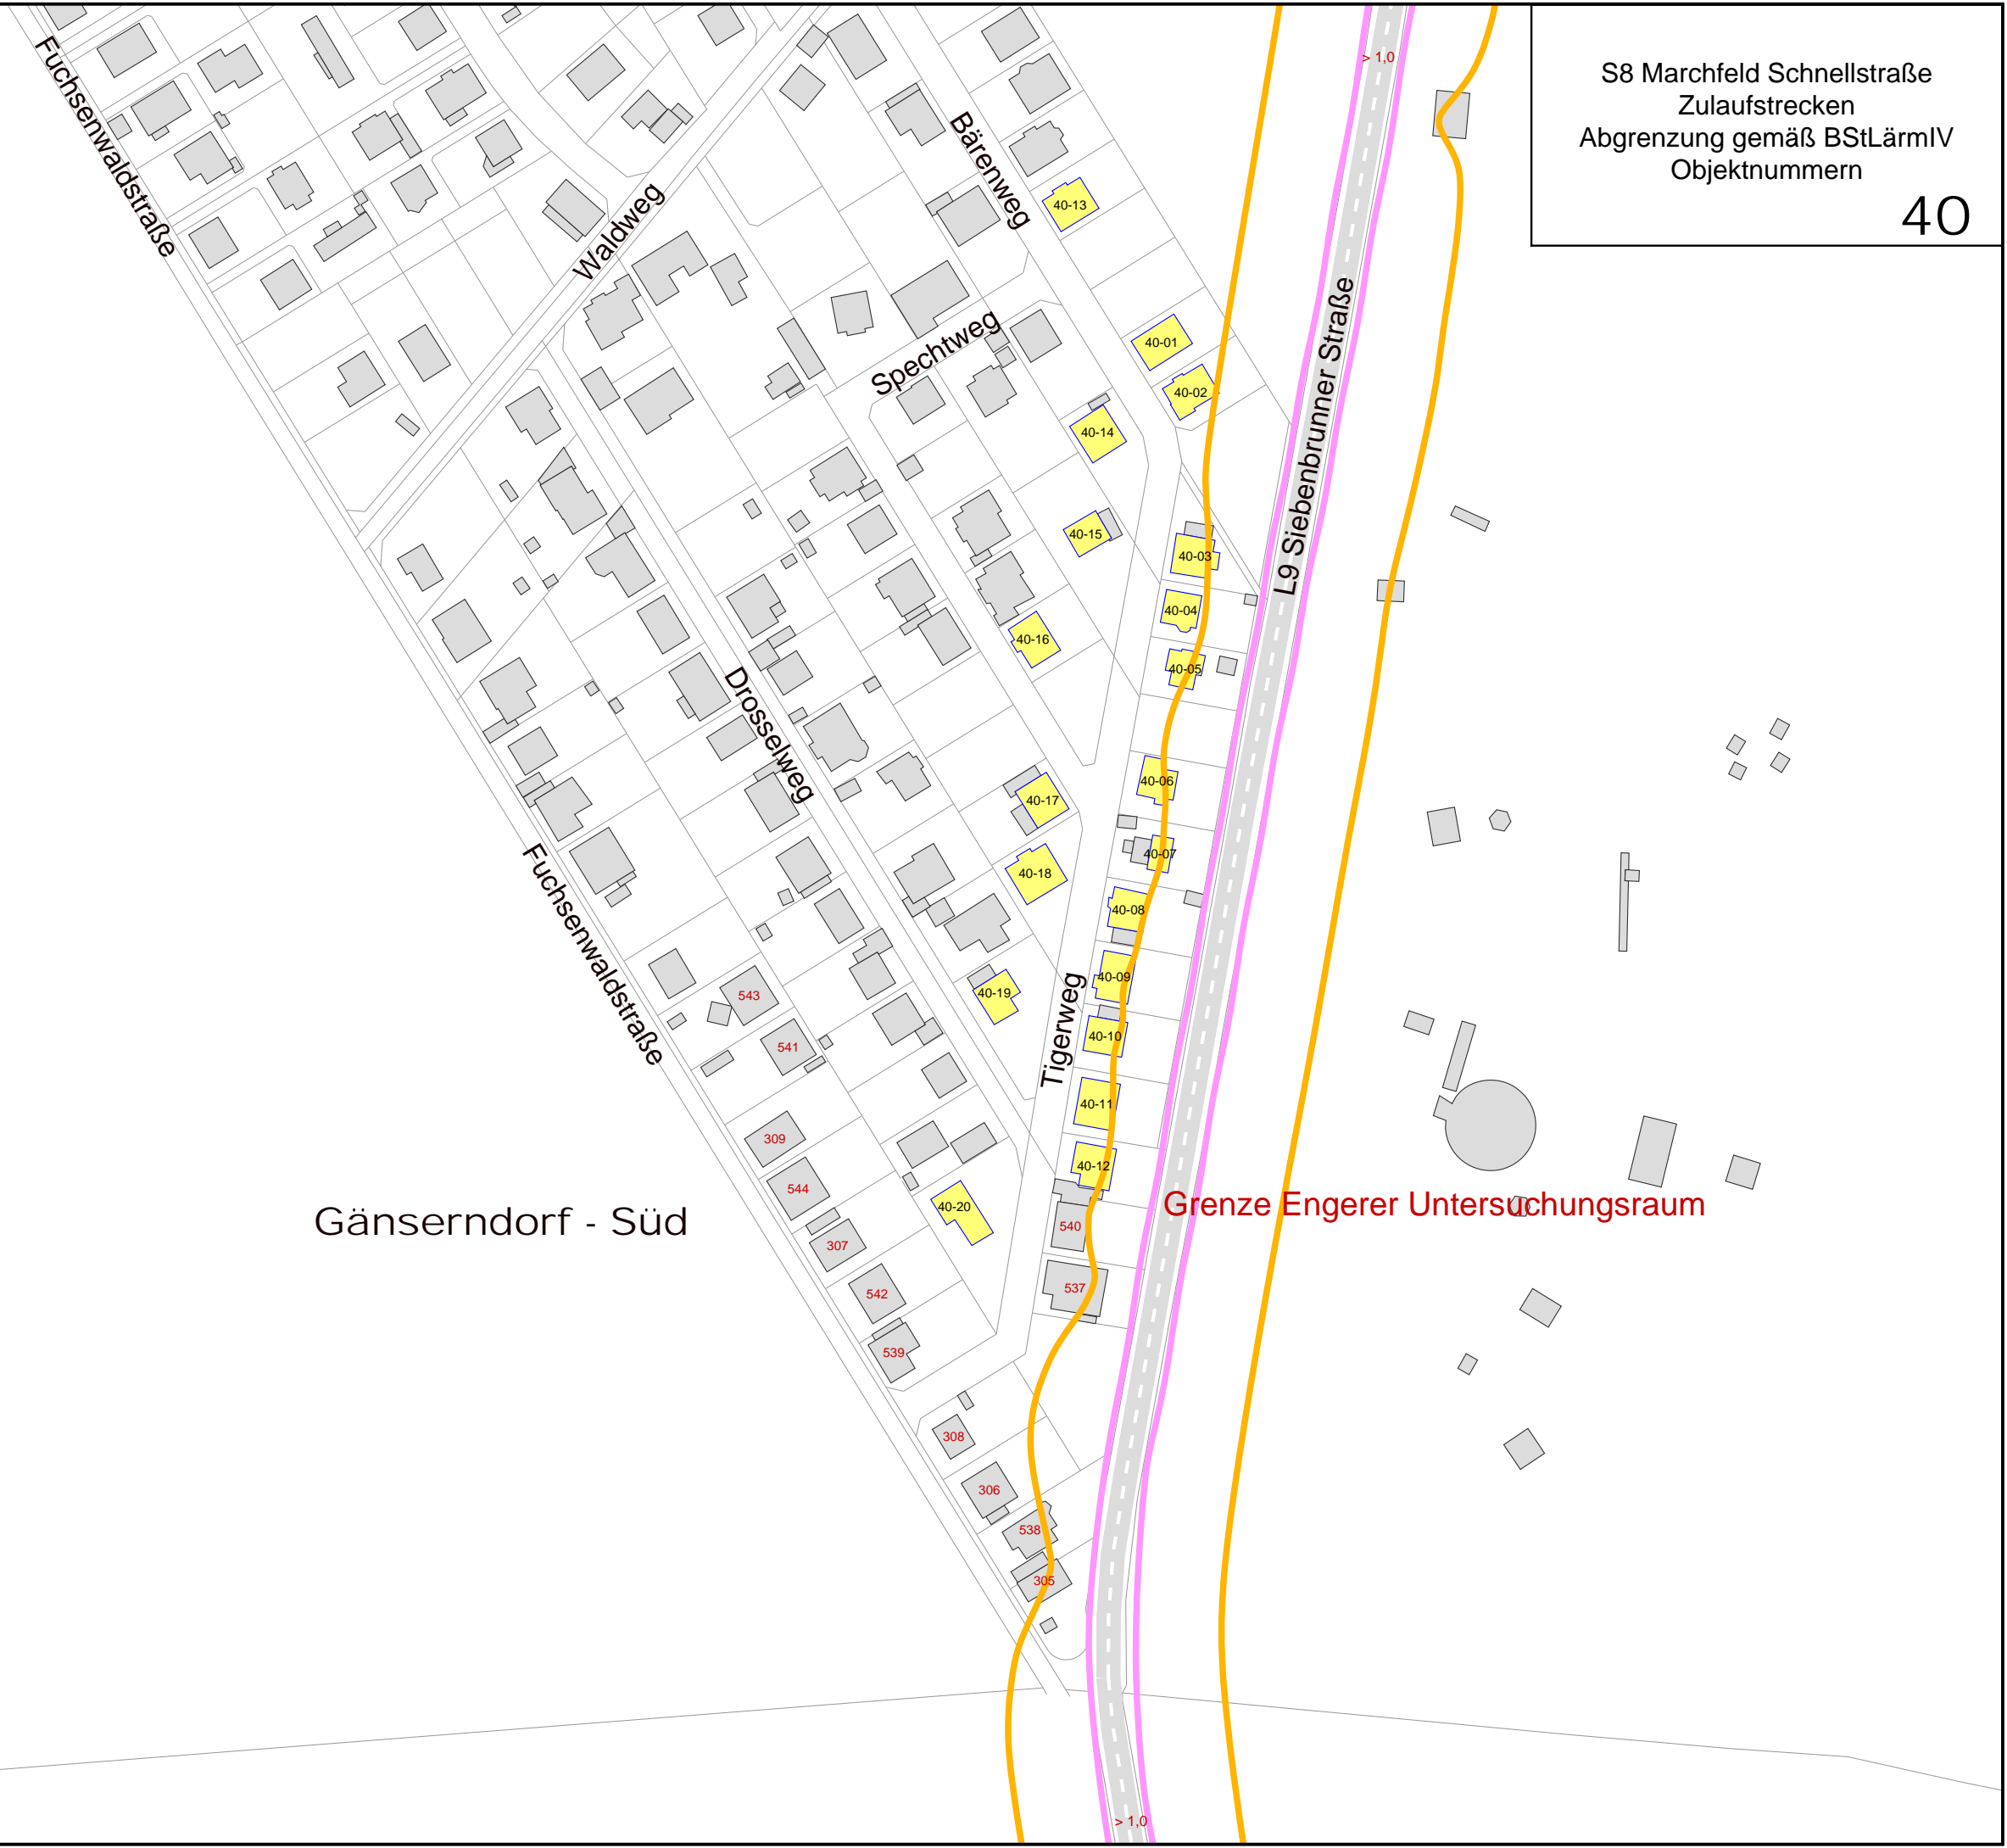 S8 Marchfeld Schnellstraße
Zulaufstrecken
Abgrenzung gemäß BStLärmIV
Objektnummern
40
> 1,0
Fuchsenwaldstraße
Waldweg
Bärenweg
40-13
L9 Siebenbrunner Straße
Spechtweg
40-01
40-02
40-14
40-15
40-03
40-04
40-16
40-05
Drosselweg
40-06
40-17
40-07
40-18
Fuchsenwaldstraße
40-08
40-09
40-19
543
Tigerweg
40-10
541
40-11
309
40-12
544
Grenze Engerer Untersuchungsraum
40-20
Gänserndorf - Süd
540
307
537
542
539
308
306
538
305
> 1,0